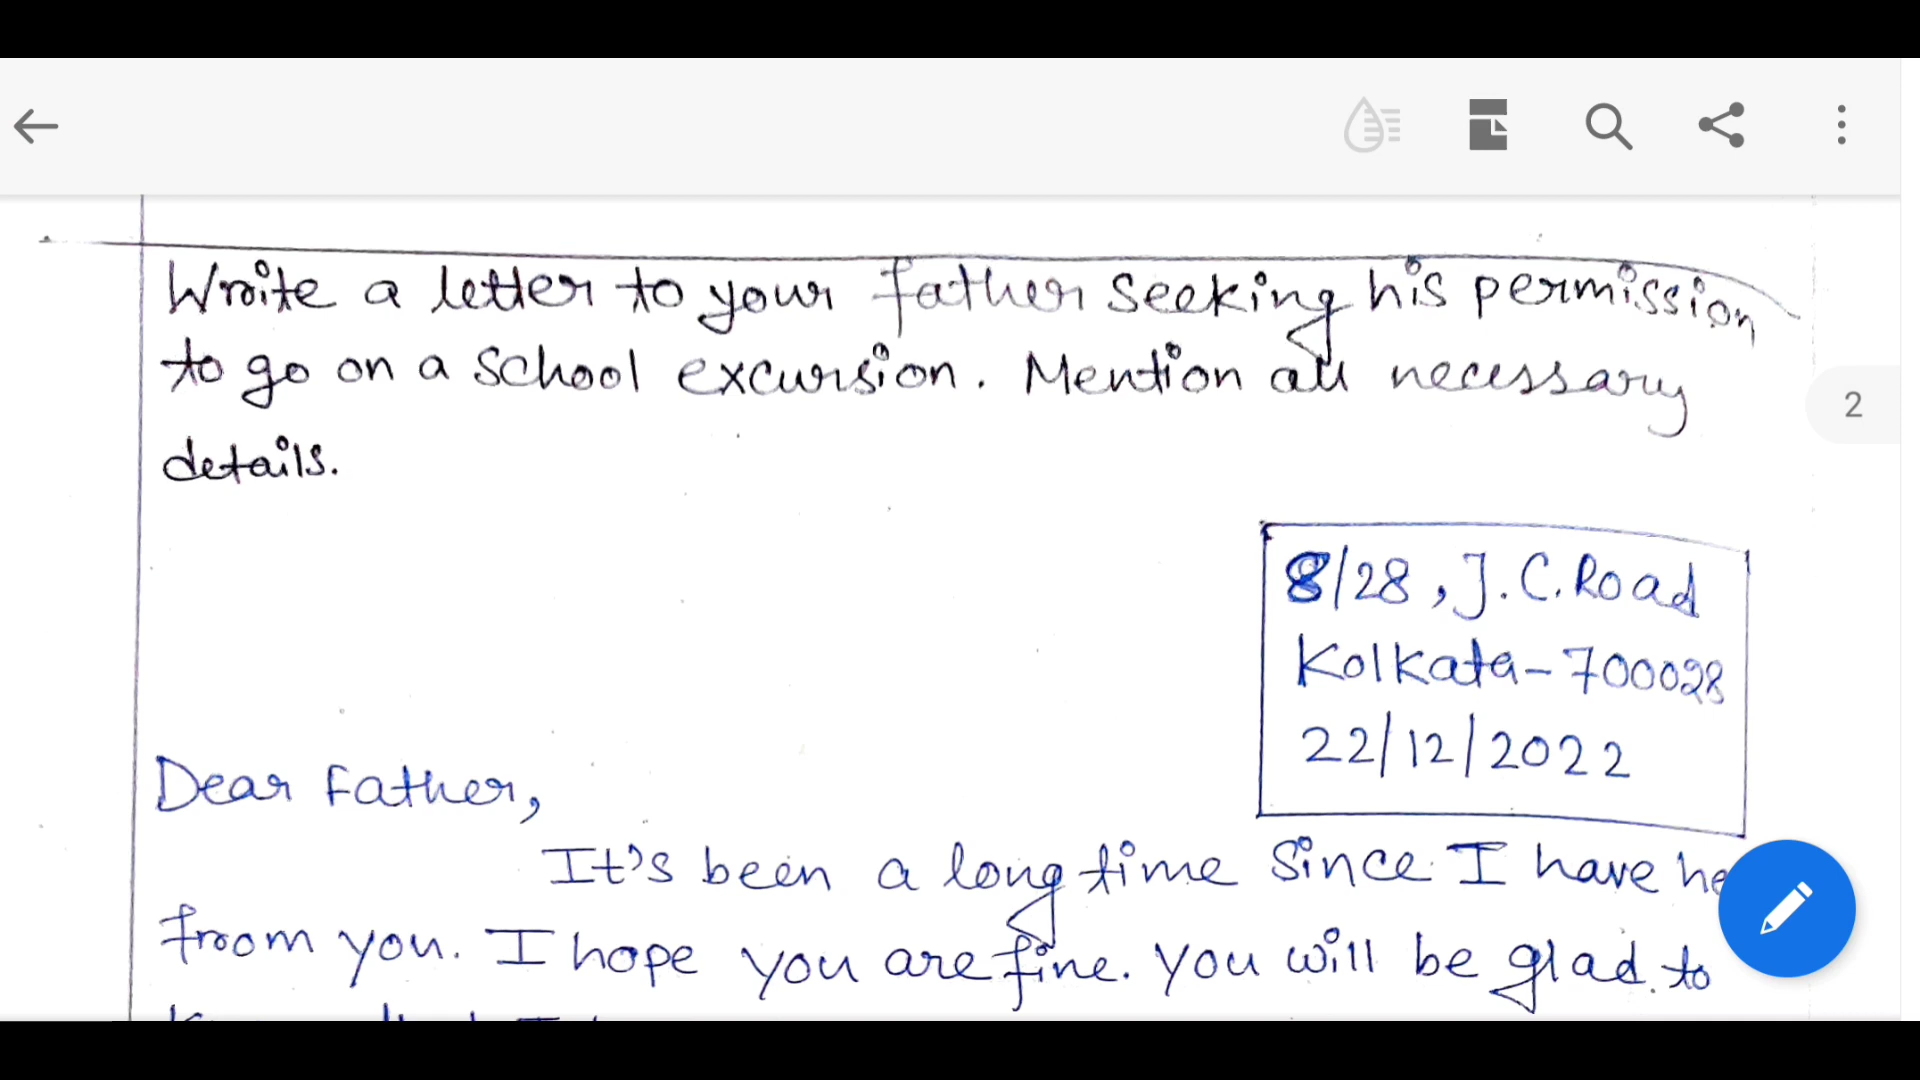 Write a letter to your father seeking his permission
to go on a school excursion. Mention all necessary
details.
2
8/28, J.C. Road
Kolkata-700028
22/12/2022
Dear Father,
It's been a long time since I have
from you. I hope you are fine. You will be glad to